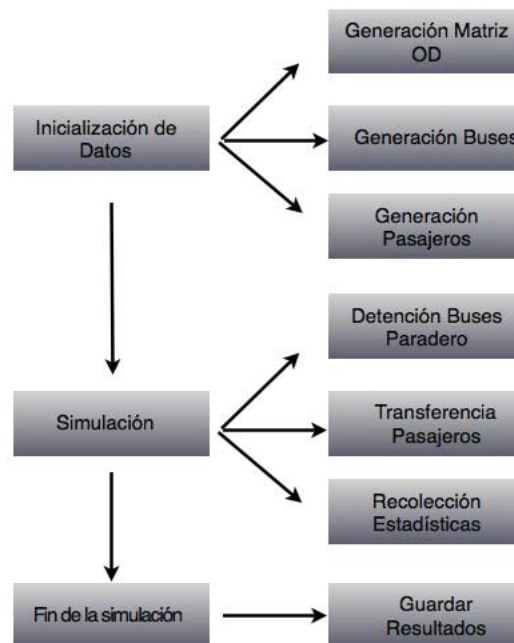 Generación Matriz
OD
Inicialización de
Datos
Generación Buses
Generación
Pasajeros
Detención Buses
Paradero
Simulación
Transferencia
Pasajeros
Recolección
Estadísticas
Fin de la simulación
Guardar
Resultados